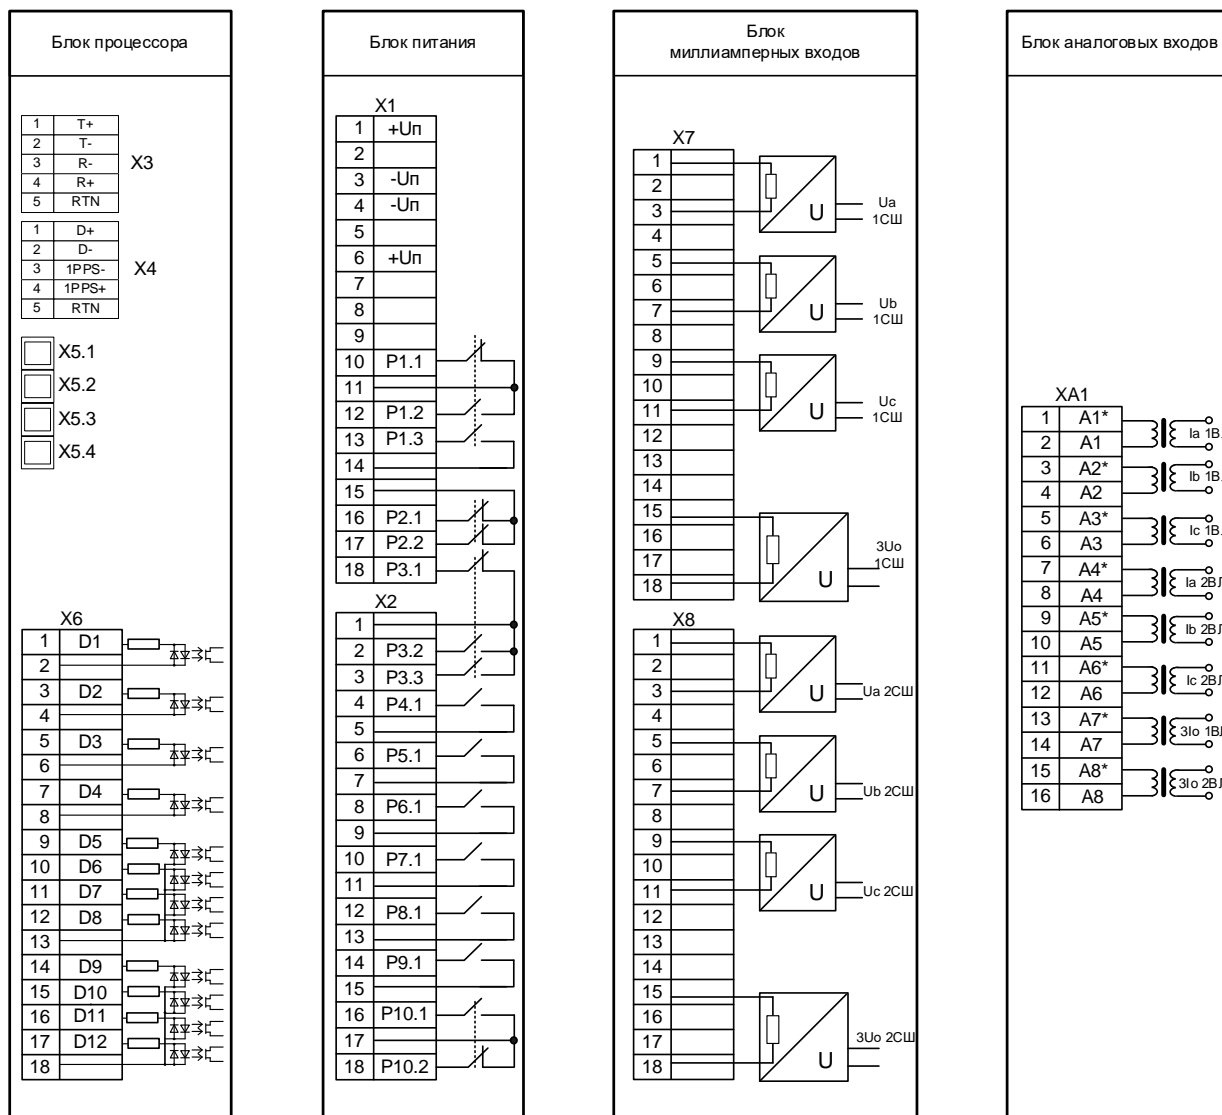 Блок процессора
1 T+
2 T-
3 R-
4 R+
5 RTN
X3
1 D+
2 D-
3 1PPS-
4 1PPS+
5 RTN
X4
X5.1
X5.2
X5.3
X5.4
X6
1 D1
2
3 D2
4
5 D3
6
7 D4
8
9 D5
10 D6
11 D7
12 D8
13
14 D9
15 D10
16 D11
17 D12
18
Блок питания
X1
1 +Uп
2
3 -Uп
4 -Uп
5
6 +Uп
7
8
9
10 P1.1
11
12 P1.2
13 P1.3
14
15
16 P2.1
17 P2.2
18 P3.1
X2
1
2 P3.2
3 P3.3
4 P4.1
5
6 P5.1
7
8 P6.1
9
10 P7.1
11
12 P8.1
13
14 P9.1
15
16 P10.1
17
18 P10.2
Блок
миллиамперных входов
X7
1
2
3
4
5
6
7
8
9
10
11
12
13
14
15
16
17
18
U
Ua
1СШ
U
Ub
1СШ
U
Uc
1СШ
U
3Uo
1СШ
X8
1
2
3
4
5
6
7
8
9
10
11
12
13
14
15
16
17
18
U
Ua 2СШ
U
Ub 2СШ
U
Uc 2СШ
U
3Uo 2СШ
Блок аналоговых входов
XA1
1 A1*
2 A1
3 A2*
4 A2
5 A3*
6 A3
7 A4*
8 A4
9 A5*
10 A5
11 A6*
12 A6
13 A7*
14 A7
15 A8*
16 A8
Ia
Ib
Ic
Ia
Ib
Ic
3Io
3Io